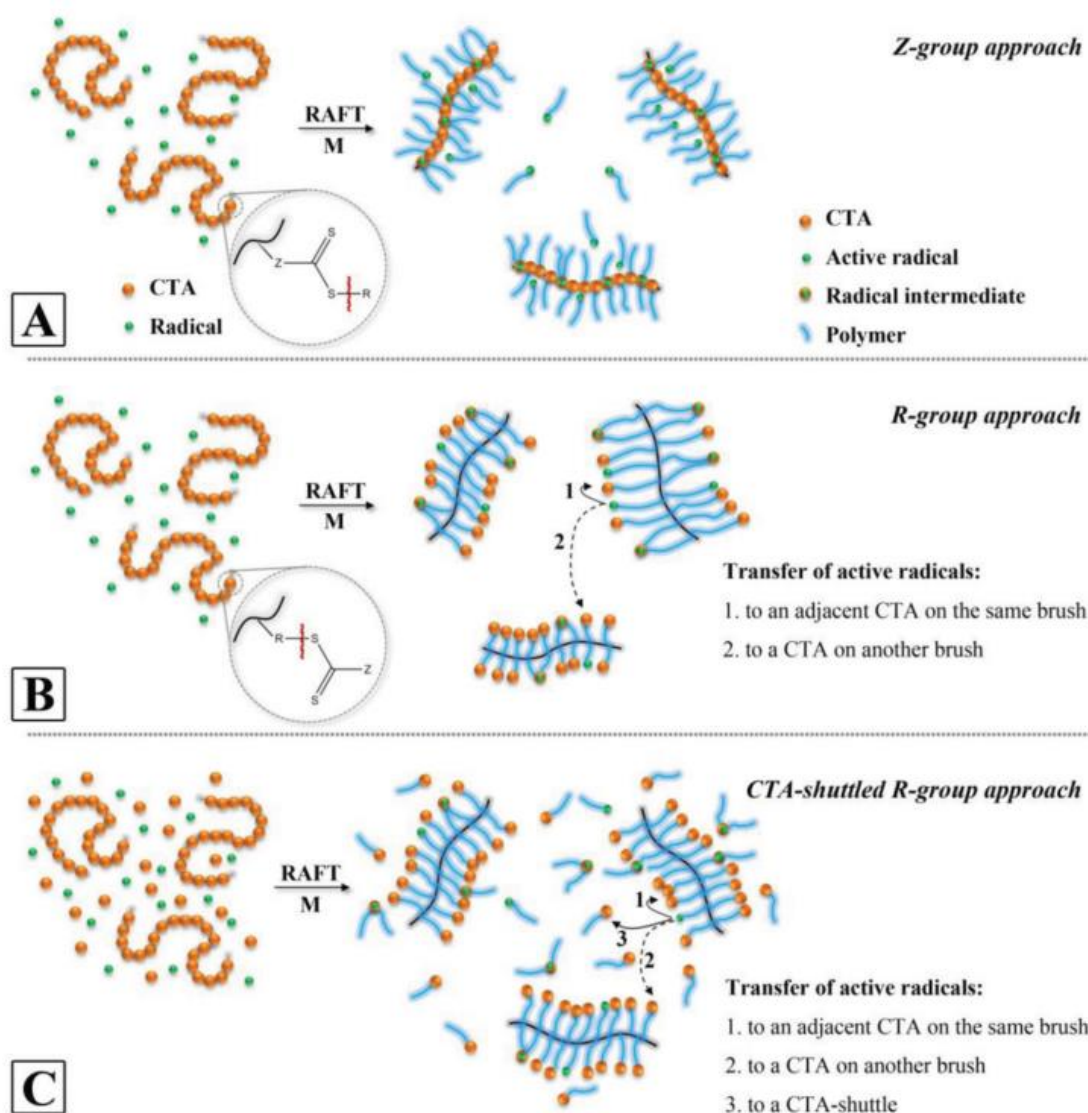 A
Z-group approach
RAFT
M
S
Z
S
R
CTA
Radical
CTA
Active radical
Radical intermediate
Polymer
B
R-group approach
RAFT
M
R
S
Z
S
1
2
Transfer of active radicals:
1. to an adjacent CTA on the same brush
2. to a CTA on another brush
C
CTA-shuttled R-group approach
RAFT
M
1
3
2
Transfer of active radicals:
1. to an adjacent CTA on the same brush
2. to a CTA on another brush
3. to a CTA-shuttle